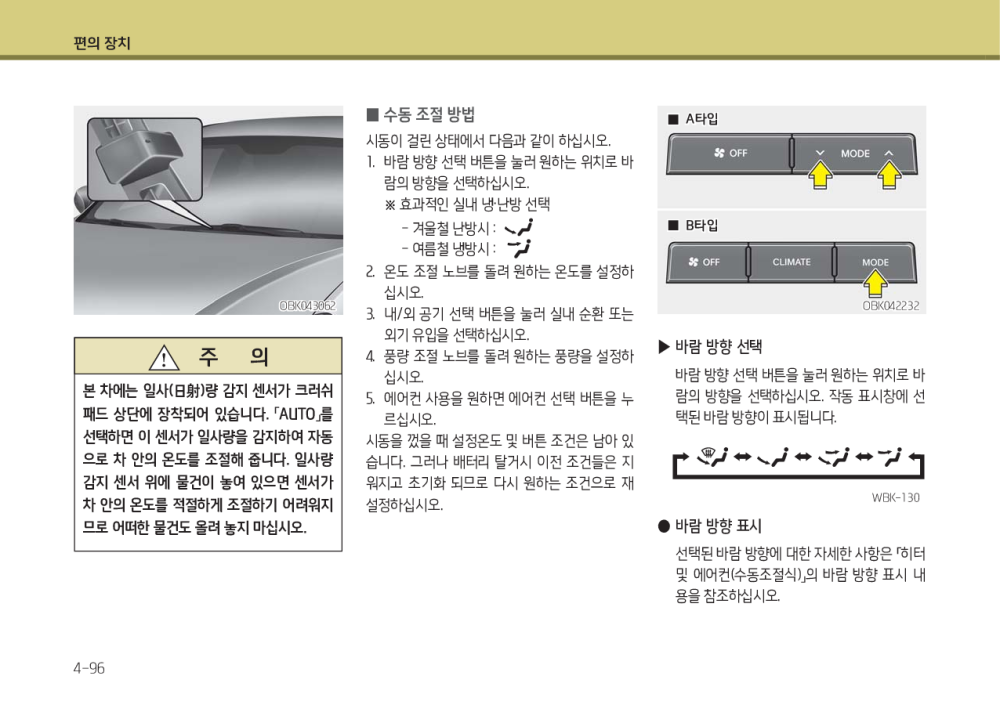 편의 장치
OBK043062
주 의
본 차에는 일사(日射)량 감지 센서가 크러쉬
패드 상단에 장착되어 있습니다. 「AUTO」를
선택하면 이 센서가 일사량을 감지하여 자동
으로 차 안의 온도를 조절해 줍니다. 일사량
감지 센서 위에 물건이 놓여 있으면 센서가
차 안의 온도를 적절하게 조절하기 어려워지
므로 어떠한 물건도 올려 놓지 마십시오.
■ 수동 조절 방법
시동이 걸린 상태에서 다음과 같이 하십시오.
1. 바람 방향 선택 버튼을 눌러 원하는 위치로 바
람의 방향을 선택하십시오.
※ 효과적인 실내 냉·난방 선택
- 겨울철 난방시 :
- 여름철 냉방시 :
2. 온도 조절 노브를 돌려 원하는 온도를 설정하
십시오.
3. 내/외 공기 선택 버튼을 눌러 실내 순환 또는
외기 유입을 선택하십시오.
4. 풍량 조절 노브를 돌려 원하는 풍량을 설정하
십시오.
5. 에어컨 사용을 원하면 에어컨 선택 버튼을 누
르십시오.
시동을 껐을 때 설정온도 및 버튼 조건은 남아 있
습니다. 그러나 배터리 탈거시 이전 조건들은 지
워지고 초기화 되므로 다시 원하는 조건으로 재
설정하십시오.
■ A타입
OFF MODE
■ B타입
OFF CLIMATE MODE
OBK042232
▶ 바람 방향 선택
바람 방향 선택 버튼을 눌러 원하는 위치로 바
람의 방향을 선택하십시오. 작동 표시창에 선
택된 바람 방향이 표시됩니다.
WBK-130
● 바람 방향 표시
선택된 바람 방향에 대한 자세한 사항은 「히터
및 에어컨(수동조절식)」의 바람 방향 표시 내
용을 참조하십시오.
4-96